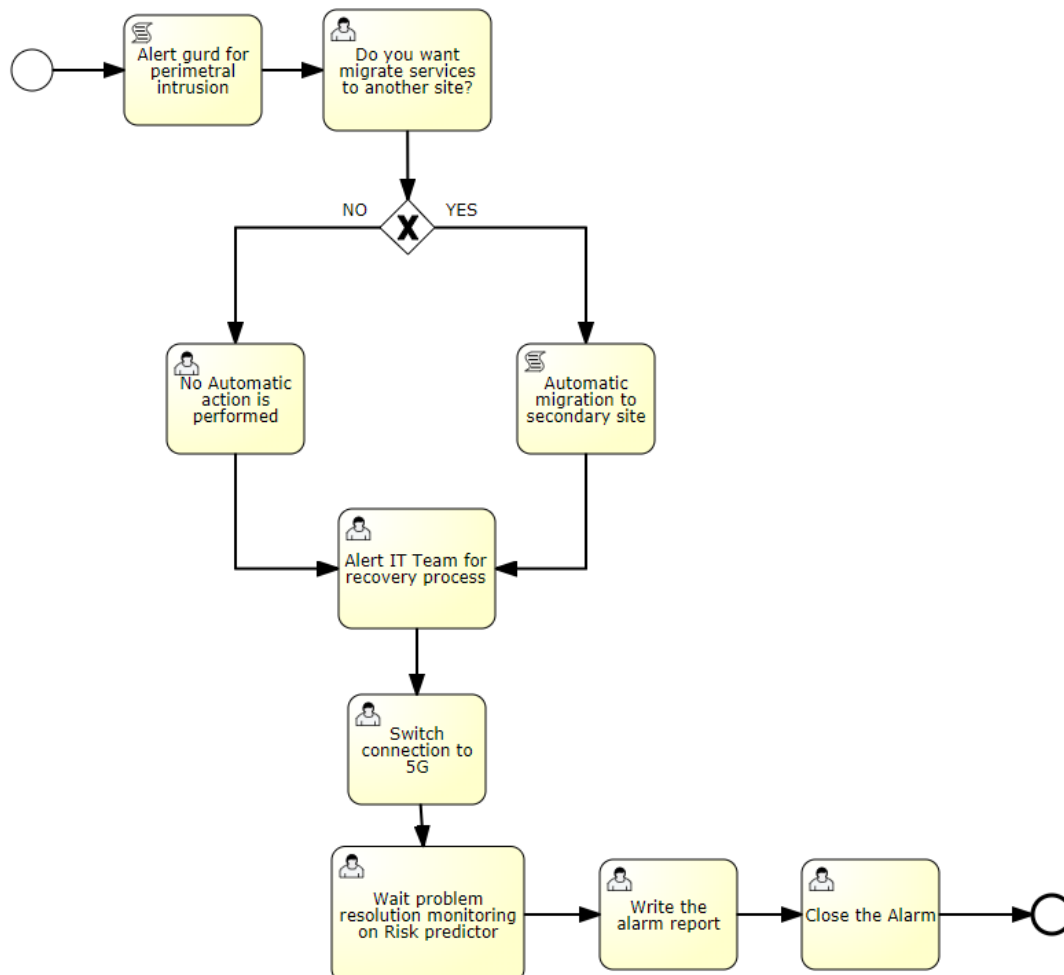 Alert gurd for
perimetral
intrusion
Do you want
migrate services
to another site?
NO
YES
No Automatic
action is
performed
Automatic
migration to
secondary site
Alert IT Team for
recovery process
Switch
connection to
5G
Wait problem
resolution monitoring
on Risk predictor
Write the
alarm report
Close the Alarm